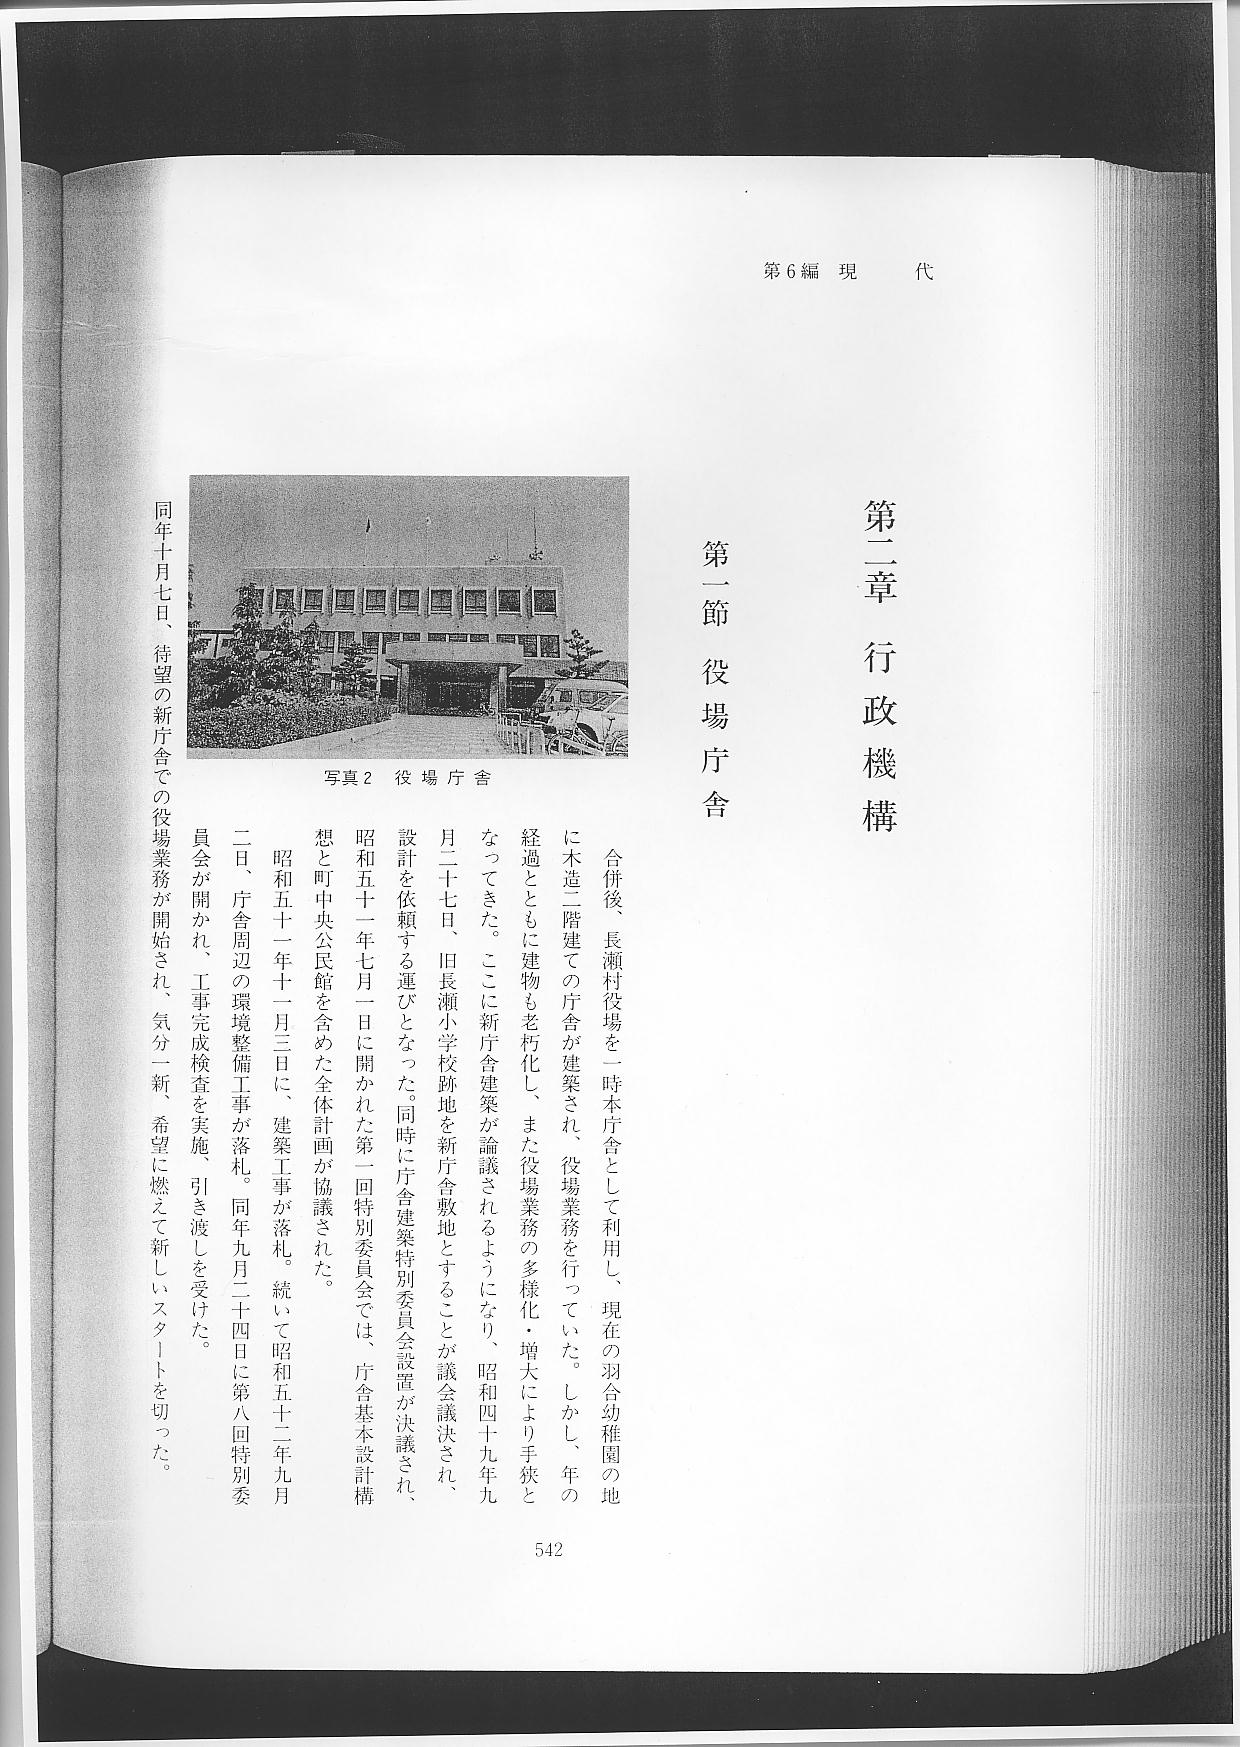 第6編　現　　代
第二章　行政機構
第一節　役場庁舎
写真2　役場庁舎
合併後、長瀬村役場を一時本庁舎として利用し、現在の羽合幼稚園の地
に木造二階建ての庁舎が建築され、役場業務を行っていた。しかし、年の
経過とともに建物も老朽化し、また役場業務の多様化・増大により手狭と
なってきた。ここに新庁舎建築が論議されるようになり、昭和四十九年九
月二十七日、旧長瀬小学校跡地を新庁舎敷地とすることが議会議決され、
設計を依頼する運びとなった。同時に庁舎建築特別委員会設置が決議され、
昭和五十一年七月一日に開かれた第一回特別委員会では、庁舎基本設計構
想と町中央公民館を含めた全体計画が協議された。
昭和五十一年十一月三日に、建築工事が落札。続いて昭和五十二年九月
二日、庁舎周辺の環境整備工事が落札。同年九月二十四日に第八回特別委
員会が開かれ、工事完成検査を実施、引き渡しを受けた。
同年十月七日、待望の新庁舎での役場業務が開始され、気分一新、希望に燃えて新しいスタートを切った。
542